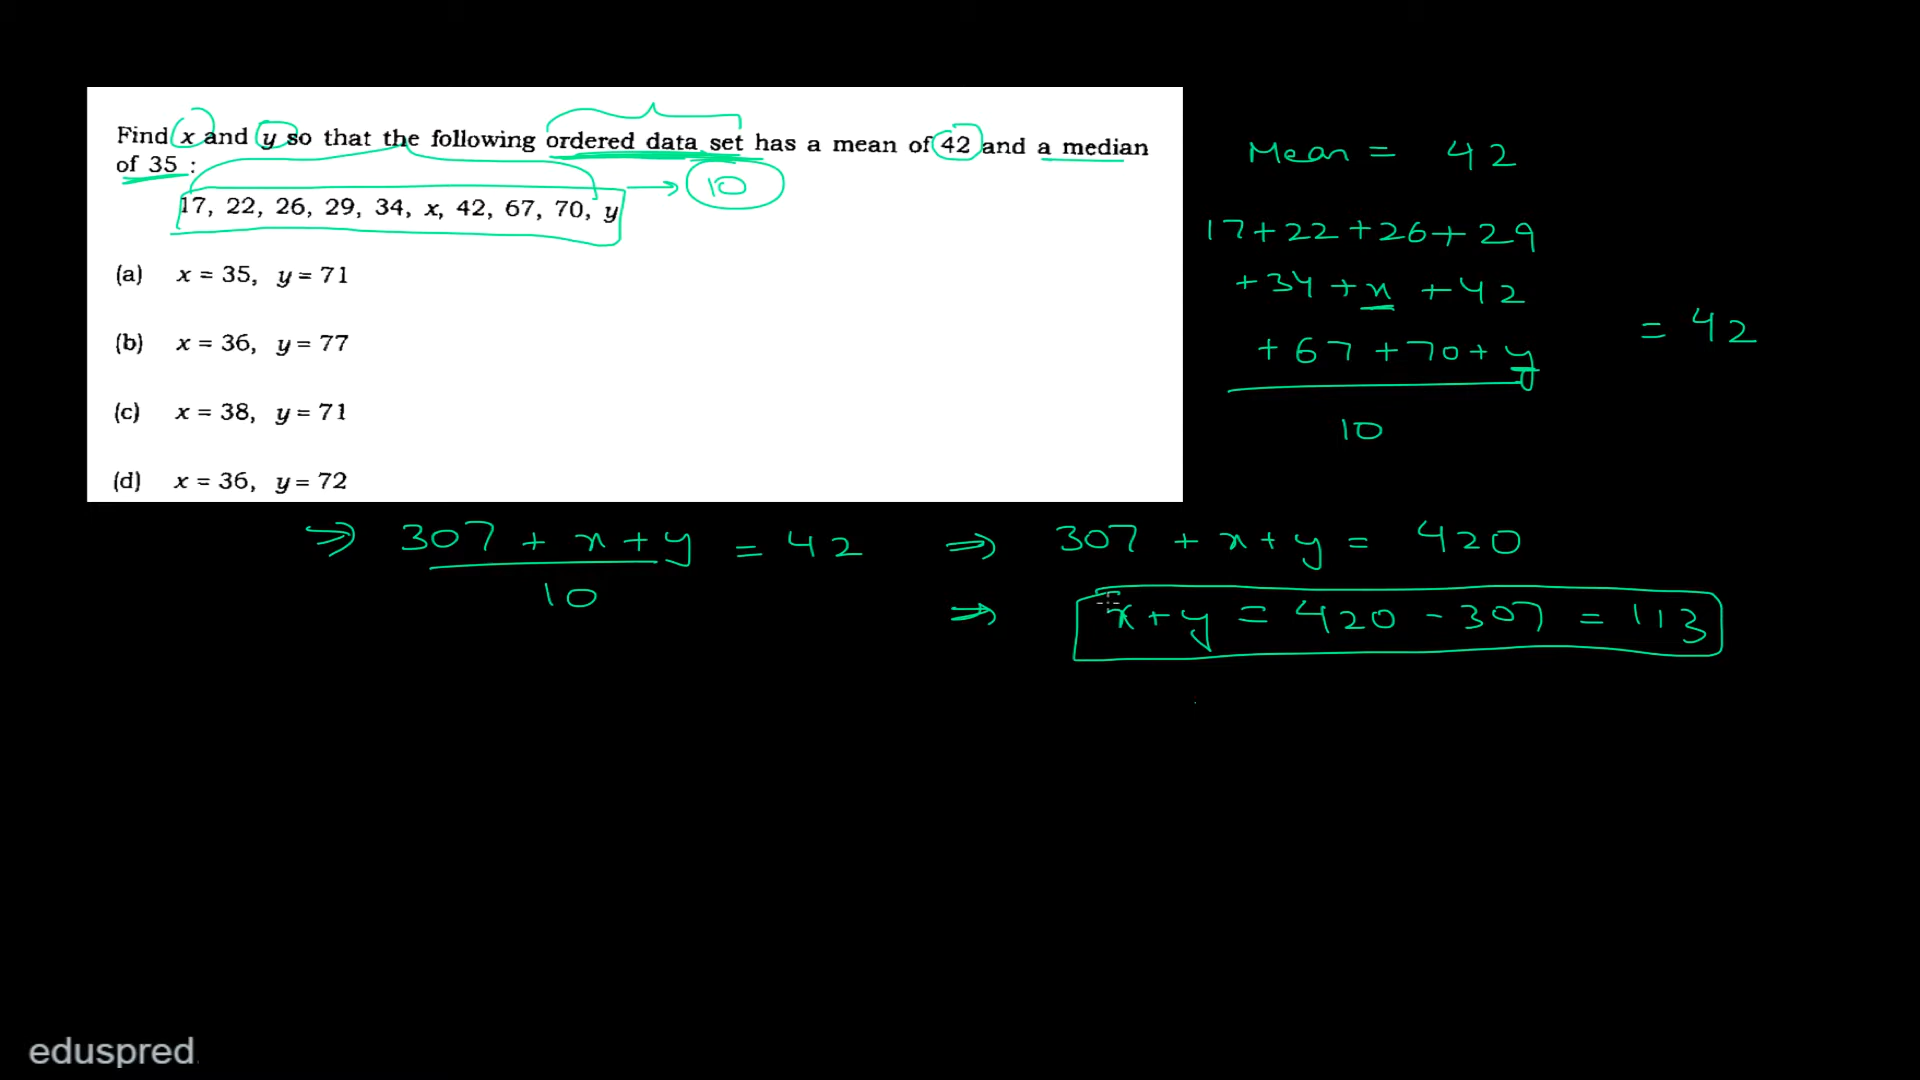 Find x and y so that the following ordered data set has a mean of 42 and a median
of 35 :
10
17, 22, 26, 29, 34, x, 42, 67, 70, y
(a) x = 35, y = 71
(b) x = 36, y = 77
(c) x = 38, y = 71
(d) x = 36, y = 72
Mean = 42
17+22+26+29
+34+x+42
+67+70+y
10
= 42
⇒ 307 + x + y = 42
10
⇒ 307 + x + y = 420
⇒ x + y = 420 - 307 = 113
eduspred.